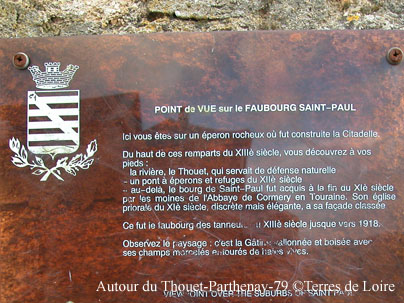 POINT de VUE sur le FAUBOURG SAINT-PAUL
Ici vous êtes sur un éperon rocheux où fut construite la Citadelle.
Du haut de ces remparts du XIIIè siècle, vous découvrez à vos
pieds :
- la rivière, le Thouet, qui servait de défense naturelle
- un pont à éperons et refuges du XIIè siècle
- au-delà, le bourg de Saint-Paul fut acquis à la fin du XIè siècle
par les moines de l'Abbaye de Cormery en Touraine. Son église
priorale du XIè siècle, discrète mais élégante, a sa façade classée
Ce fut le faubourg des tanneurs du XIIIè siècle jusque vers 1918.
Observez le paysage : c'est la Gâtine vallonnée et boisée avec
ses champs morcelés entourés de haies vives.
Autour du Thouet-Parthenay-79 ©Terres de Loire
VIEW POINT OVER THE SUBURBS OF SAINT PAUL